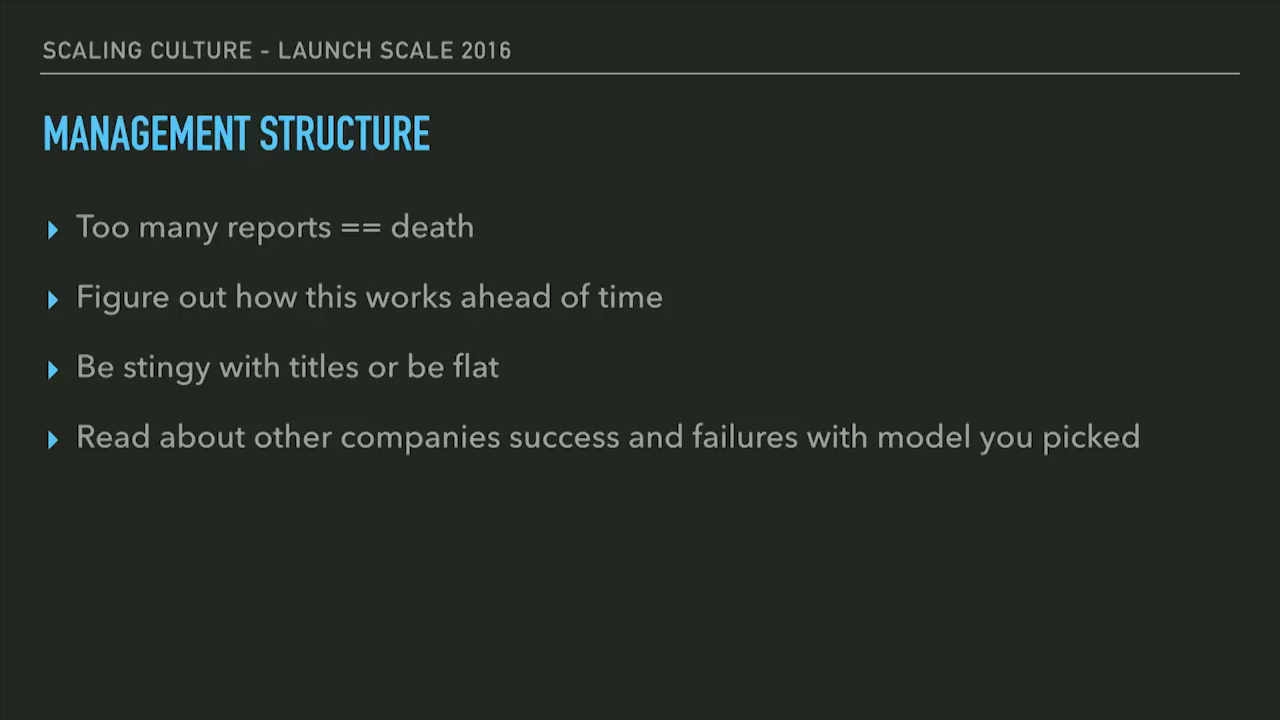 SCALING CULTURE - LAUNCH SCALE 2016
MANAGEMENT STRUCTURE
Too many reports == death
Figure out how this works ahead of time
Be stingy with titles or be flat
Read about other companies success and failures with model you picked